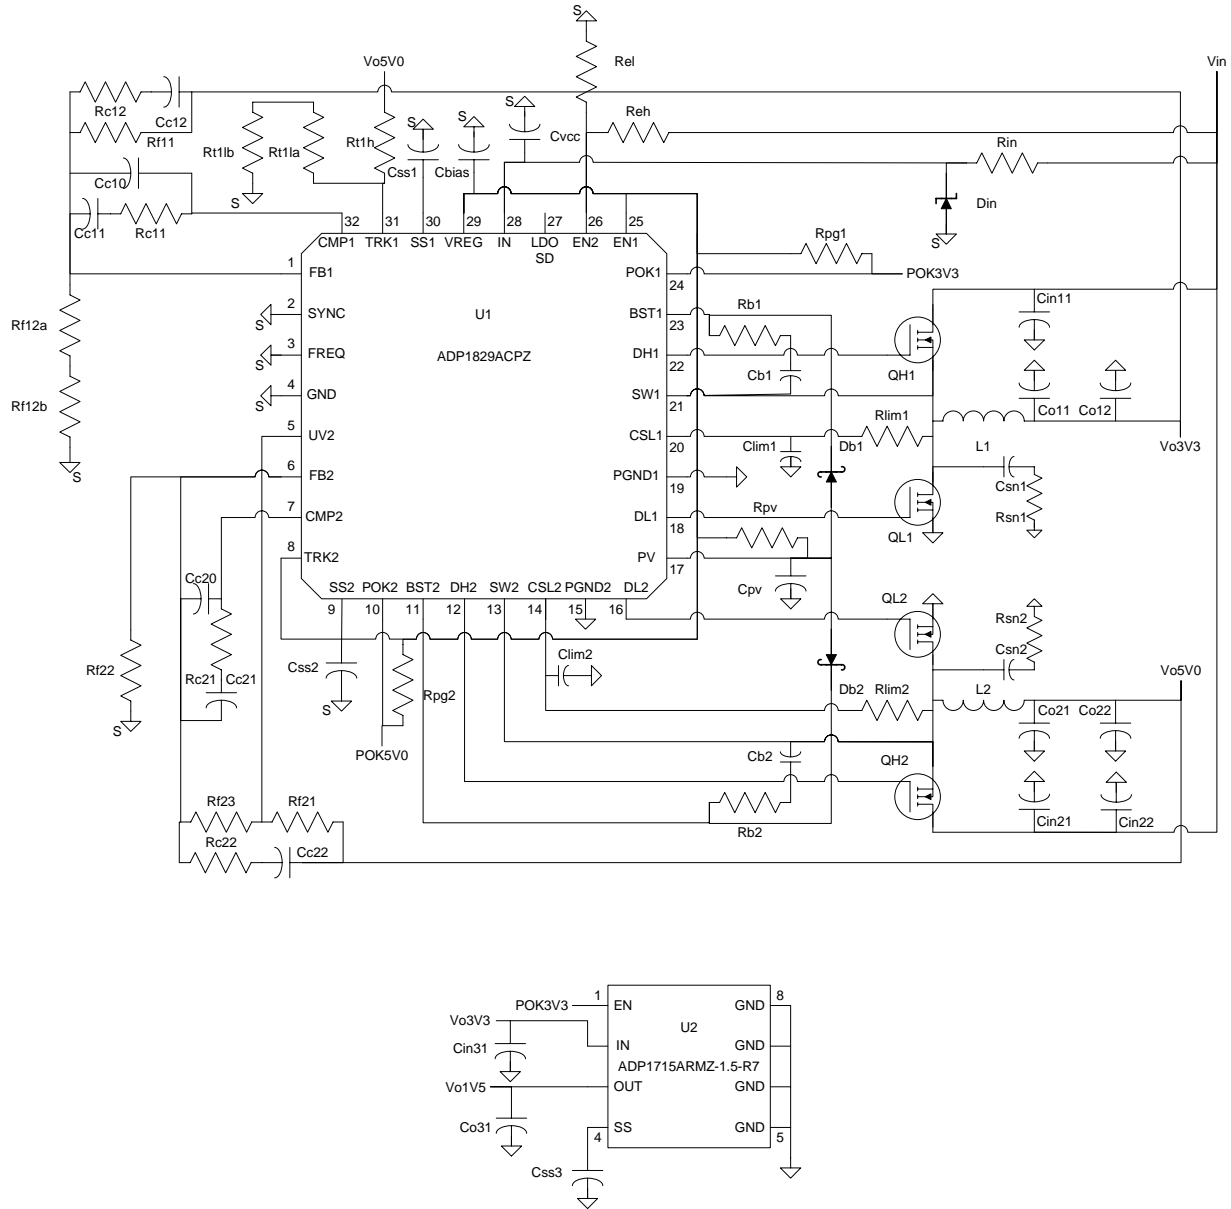 Rel
Vo5V0
Vin
S
Rc12
Cc12
Rf11
S
Rt1lb
Rt1la
Rt1h
S
Css1
S
Cbias
S
Cvcc
Reh
Rin
Cc10
S
Din
S
Cc11
Rc11
32
31
30
29
28
27
26
25
CMP1
TRK1
SS1
VREG
IN
LDO
SD
EN2
EN1
Rpg1
1
FB1
POK1
24
POK3V3
2
SYNC
S
U1
BST1
23
Rb1
Cin11
3
FREQ
S
ADP1829ACPZ
DH1
22
QH1
Cb1
4
GND
S
SW1
21
Rf12a
Rf12b
S
Co11
Co12
5
UV2
CSL1
20
Clim1
Rlim1
Db1
L1
Vo3V3
6
FB2
PGND1
19
Csn1
Rsn1
7
CMP2
DL1
18
Rpv
QL1
8
TRK2
PV
17
Cpv
SS2
POK2
BST2
DH2
SW2
CSL2
PGND2
DL2
9
10
11
12
13
14
15
16
Cc20
QL2
Rsn2
Csn2
Rf22
S
Rc21
Cc21
Css2
S
Rpg2
Clim2
Db2
Rlim2
L2
Vo5V0
Co21
Co22
POK5V0
Cb2
QH2
Rf23
Rf21
Rb2
Cin21
Cin22
Rc22
Cc22
POK3V3
1
EN
GND
8
Vo3V3
U2
Cin31
IN
GND
ADP1715ARMZ-1.5-R7
Vo1V5
OUT
GND
Co31
SS
GND
4
5
Css3